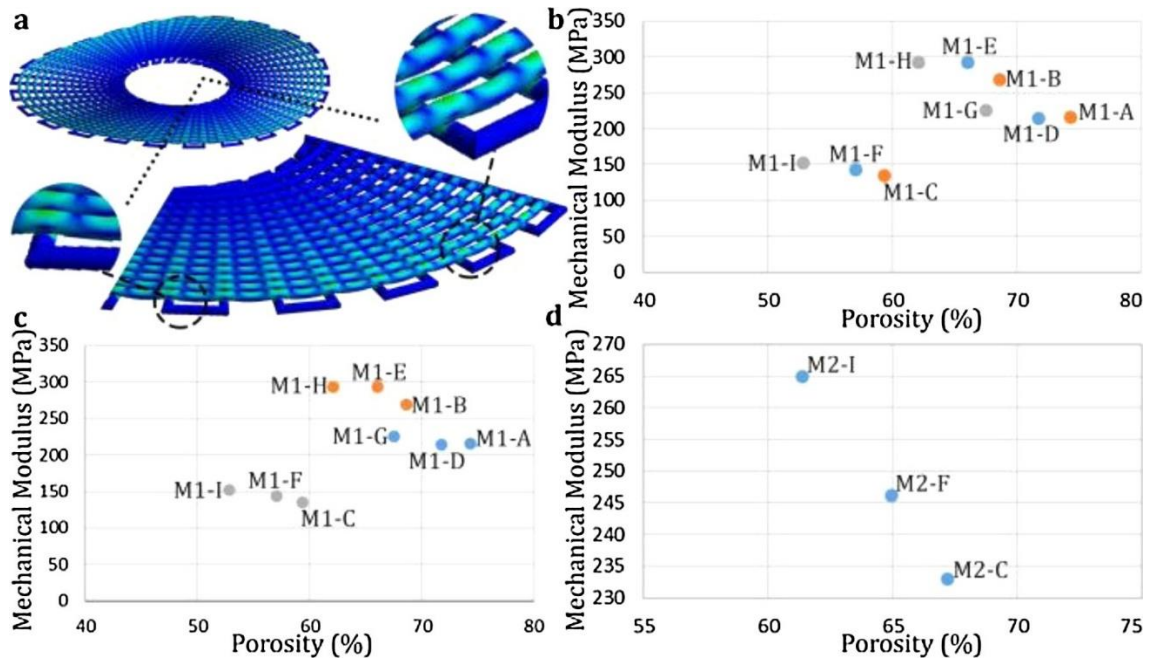 a
b
Mechanical Modulus (MPa)
350
300
250
200
150
100
50
0
M1-H
M1-E
M1-B
M1-G
M1-D
M1-A
M1-I
M1-F
M1-C
40
50
60
70
80
Porosity (%)
c
Mechanical Modulus (MPa)
350
300
250
200
150
100
50
0
M1-H
M1-E
M1-B
M1-G
M1-D
M1-A
M1-I
M1-F
M1-C
40
50
60
70
80
Porosity (%)
d
Mechanical Modulus (MPa)
270
265
260
255
250
245
240
235
230
M2-I
M2-F
M2-C
55
60
65
70
75
Porosity (%)